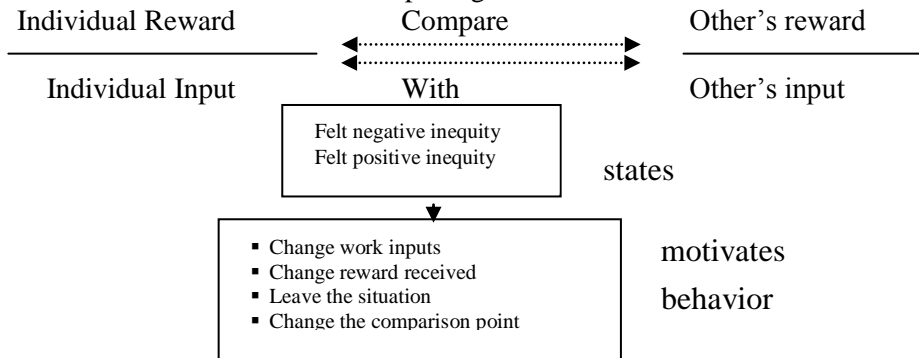 Individual Reward Compare Other’s reward
Individual Input With Other’s input
Felt negative inequity
Felt positive inequity
states
▪ Change work inputs
▪ Change reward received
▪ Leave the situation
▪ Change the comparison point
motivates
behavior